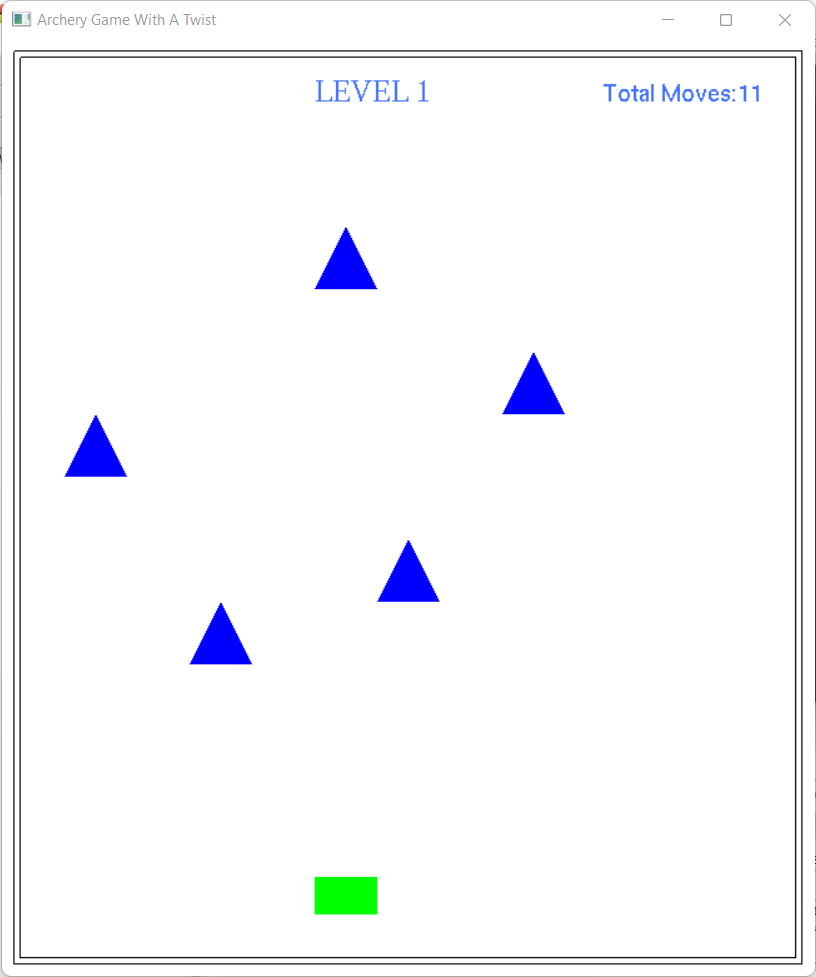 Archery Game With A Twist
LEVEL 1
Total Moves:11